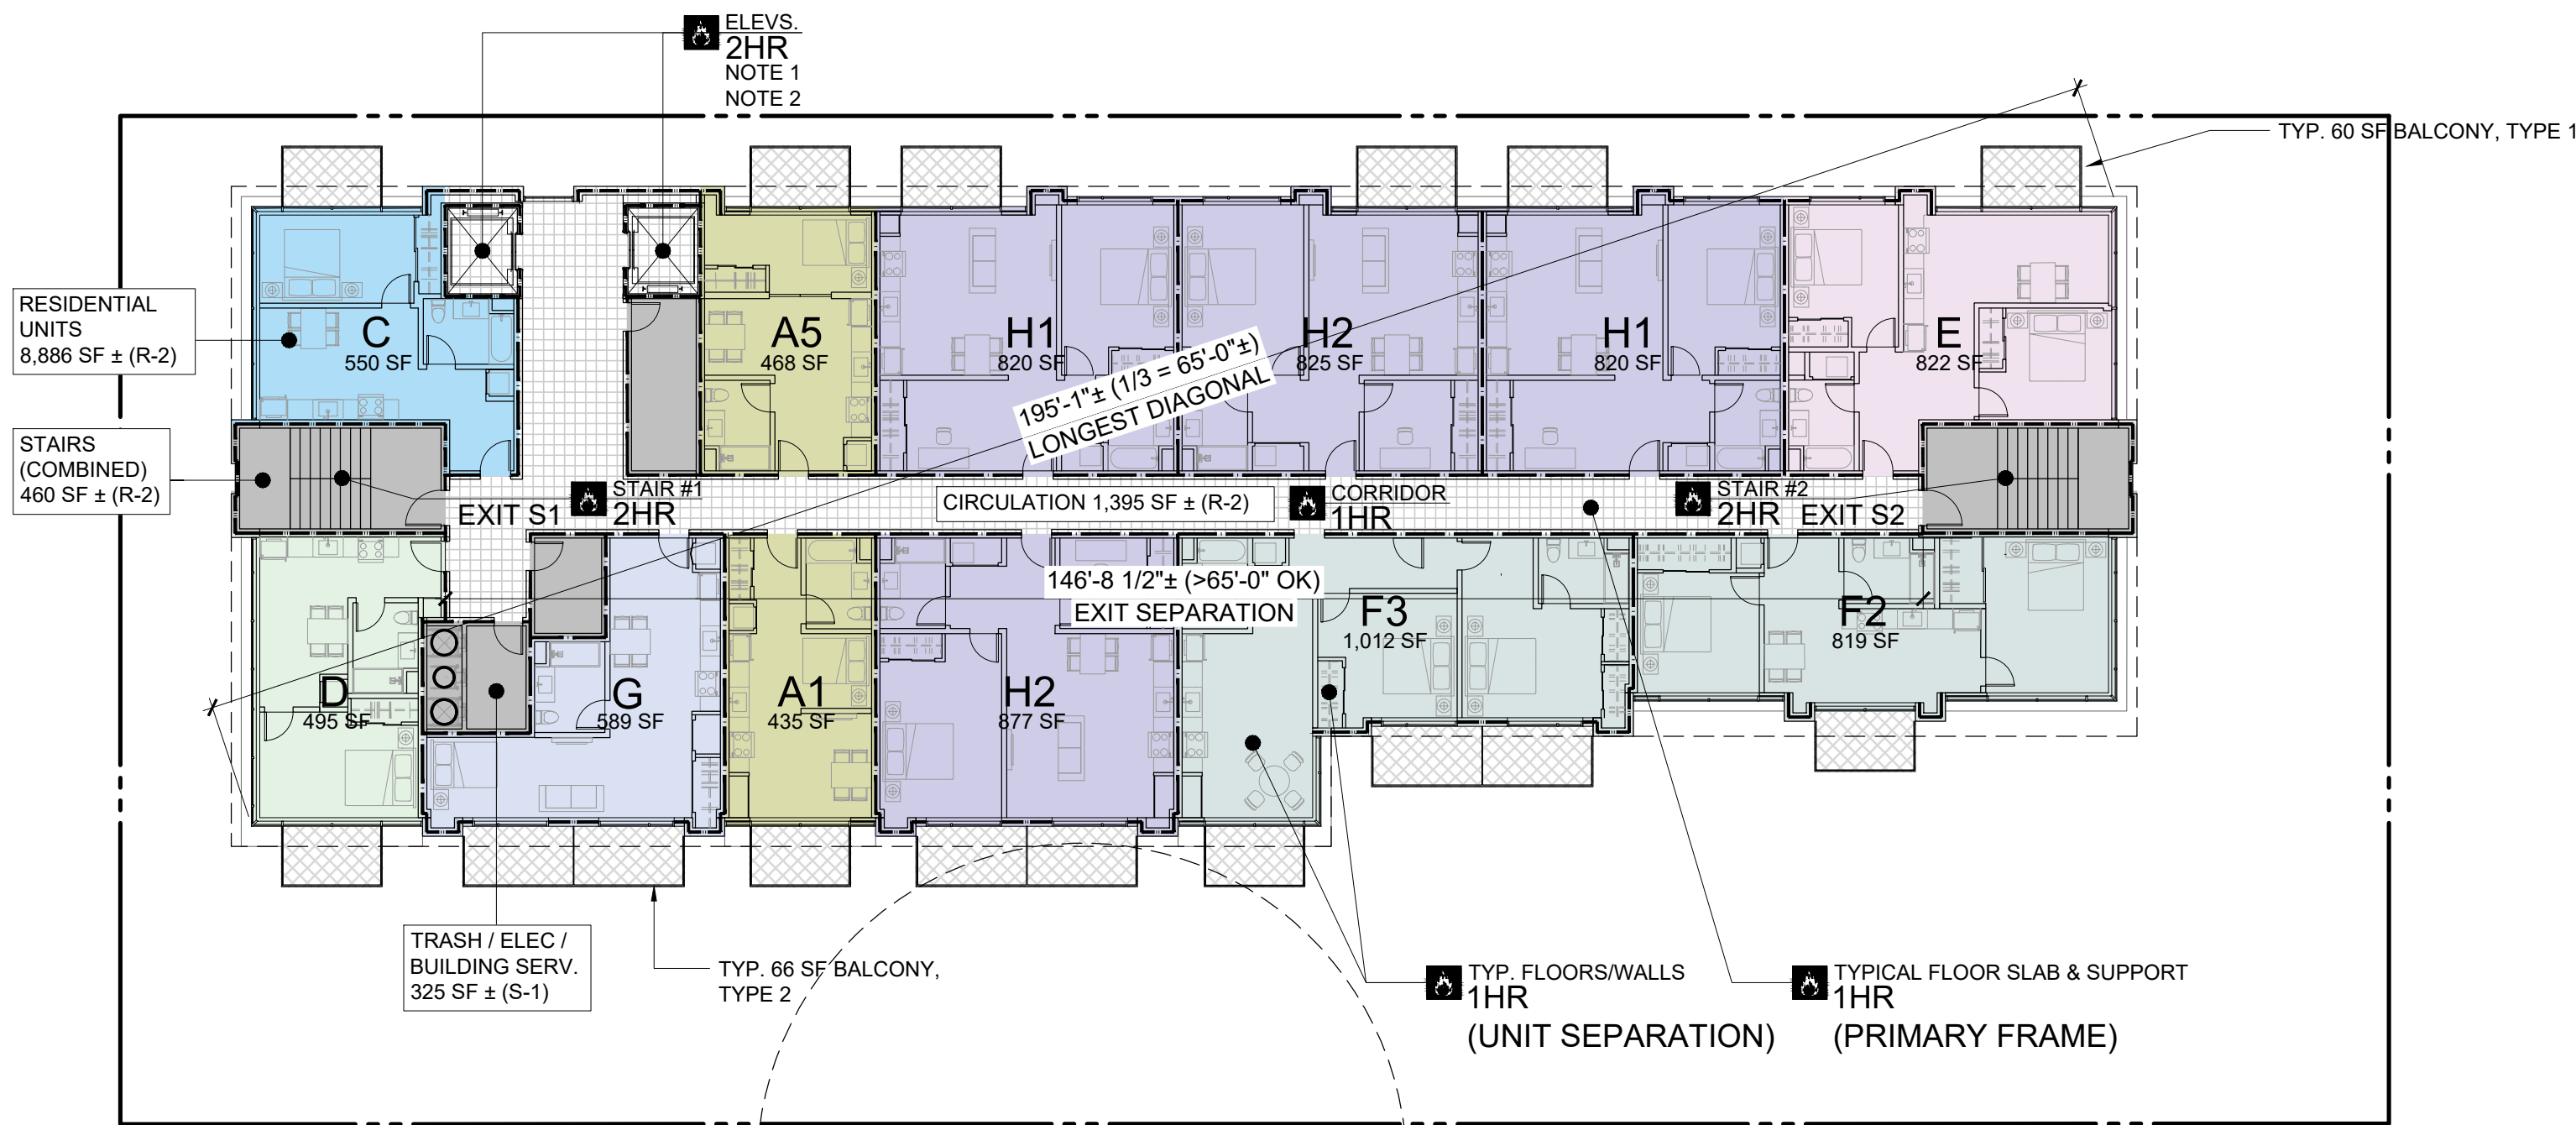 ELEVS.
2HR
NOTE 1
NOTE 2
TYP. 60 SF BALCONY, TYPE 1
RESIDENTIAL
UNITS
8,886 SF ± (R-2)
C
550 SF
A5
468 SF
H1
820 SF
H2
825 SF
H1
820 SF
E
822 SF
195'-1"± (1/3 = 65'-0"±)
LONGEST DIAGONAL
STAIRS
(COMBINED)
460 SF ± (R-2)
EXIT S1
STAIR #1
2HR
CIRCULATION 1,395 SF ± (R-2)
CORRIDOR
1HR
STAIR #2
2HR
EXIT S2
146'-8 1/2"± (>65'-0" OK)
EXIT SEPARATION
D
495 SF
G
589 SF
A1
435 SF
H2
877 SF
F3
1,012 SF
F2
819 SF
TRASH / ELEC /
BUILDING SERV.
325 SF ± (S-1)
TYP. 66 SF BALCONY,
TYPE 2
TYP. FLOORS/WALLS
1HR
(UNIT SEPARATION)
TYPICAL FLOOR SLAB & SUPPORT
1HR
(PRIMARY FRAME)